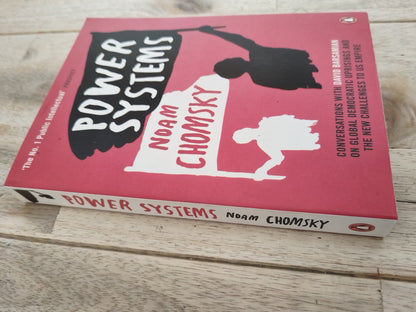 'The No. 1 Public Intellectual'
POWER
SYSTEMS
NOAM
CHOMSKY
CONVERSATIONS WITH DAVID BARSAMIAN
ON GLOBAL DEMOCRATIC UPRISINGS AND
THE NEW CHALLENGES TO US EMPIRE
POWER SYSTEMS NOAM CHOMSKY